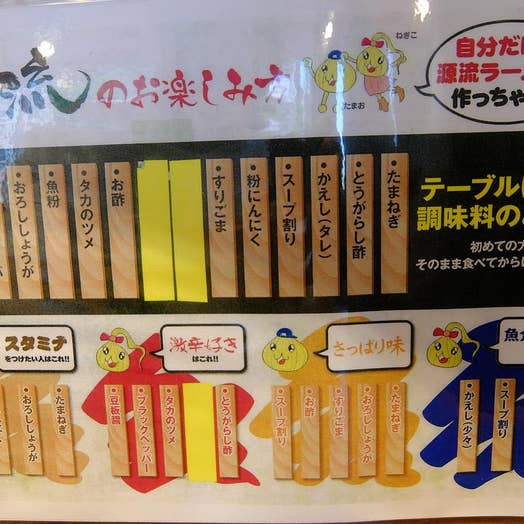 流のお楽しみ方
ねぎこ
たまお
自分だけ
源流ラー
作っちゃ
たまねぎ
とうがらし酢
かえし(タレ)
スープ割り
粉にんにく
すりごま
お酢
タカのツメ
魚粉
おろししょうが
テーブルに
調味料の
初めての方
そのまま食べてからに
スタミナ
をつけたい人はこれ!!
たまねぎ
おろししょうが
激辛好き
はこれ!!
とうがらし酢
タカのツメ
ブラックペッパー
豆板醤
さっぱり味
たまねぎ
おろししょうが
すりごま
お酢
スープ割り
魚介
スープ割
かえし(少々)